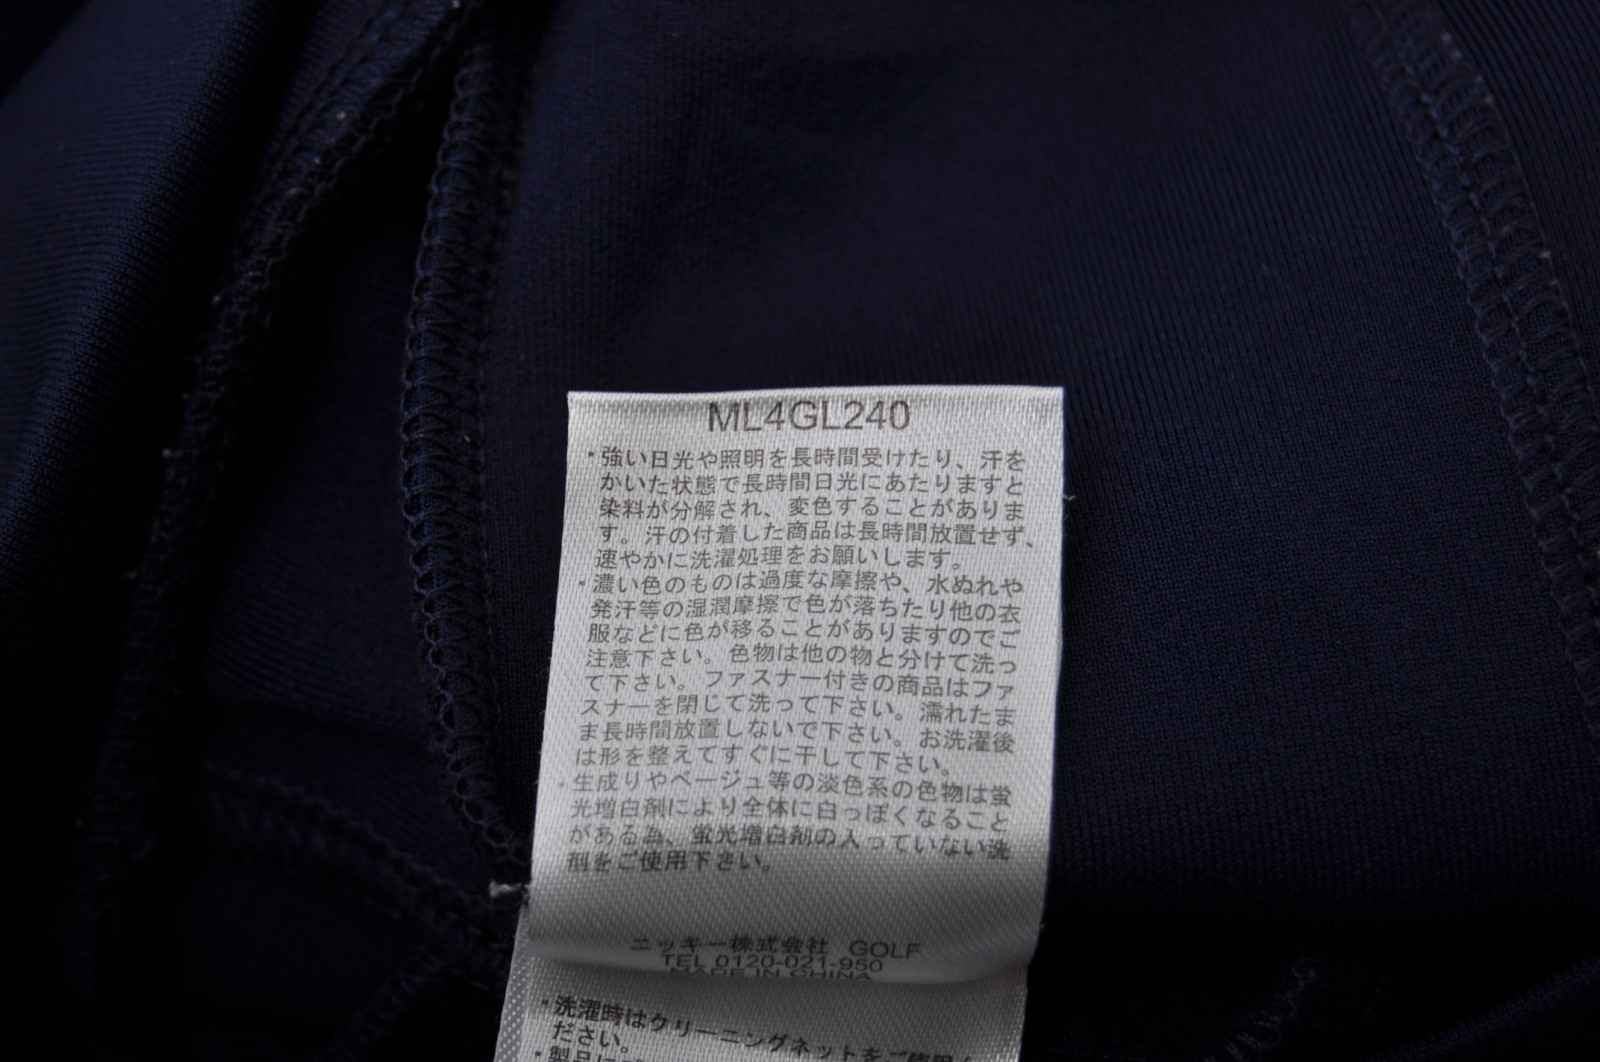 ML4GL240
・強い日光や照明を長時間受けたり、汗を
かいた状態で長時間日光にあたりますと
染料が分解され、変色することがありま
す。汗の付着した商品は長時間放置せず、
速やかに洗濯処理をお願いします。
・濃い色のものは過度な摩擦や、水ぬれや
発汗等の湿潤摩擦で色が落ちたり他の衣
服などに色が移ることがありますのでご
注意下さい。色物は他の物と分けて洗っ
て下さい。ファスナー付きの商品はファ
スナーを閉じて洗って下さい。濡れたま
ま長時間放置しないで下さい。お洗濯後
は形を整えてすぐに干して下さい。
・生成りやベージュ等の淡色系の色物は蛍
光増白剤により全体に白っぽくなること
がある為、蛍光増白剤の入っていない洗
剤をご使用下さい。
ニッキー株式会社 GOLF
TEL 0120-021-950
MADE IN CHINA
・洗濯時はクリーニングネットをご使用く
ださい。
・製品に